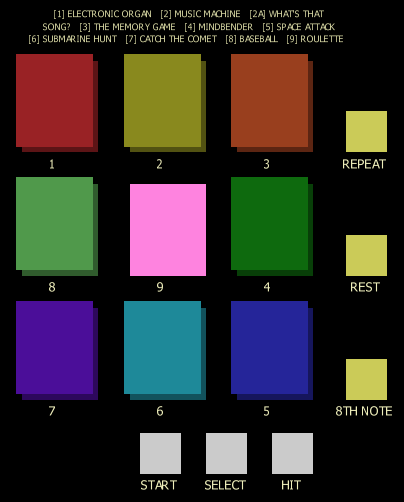 [1] ELECTRONIC ORGAN [2] MUSIC MACHINE [2A] WHAT'S THAT
SONG? [3] THE MEMORY GAME [4] MINDBENDER [5] SPACE ATTACK
[6] SUBMARINE HUNT [7] CATCH THE COMET [8] BASEBALL [9] ROULETTE
1 2 3 REPEAT
8 9 4 REST
7 6 5 8TH NOTE
START SELECT HIT